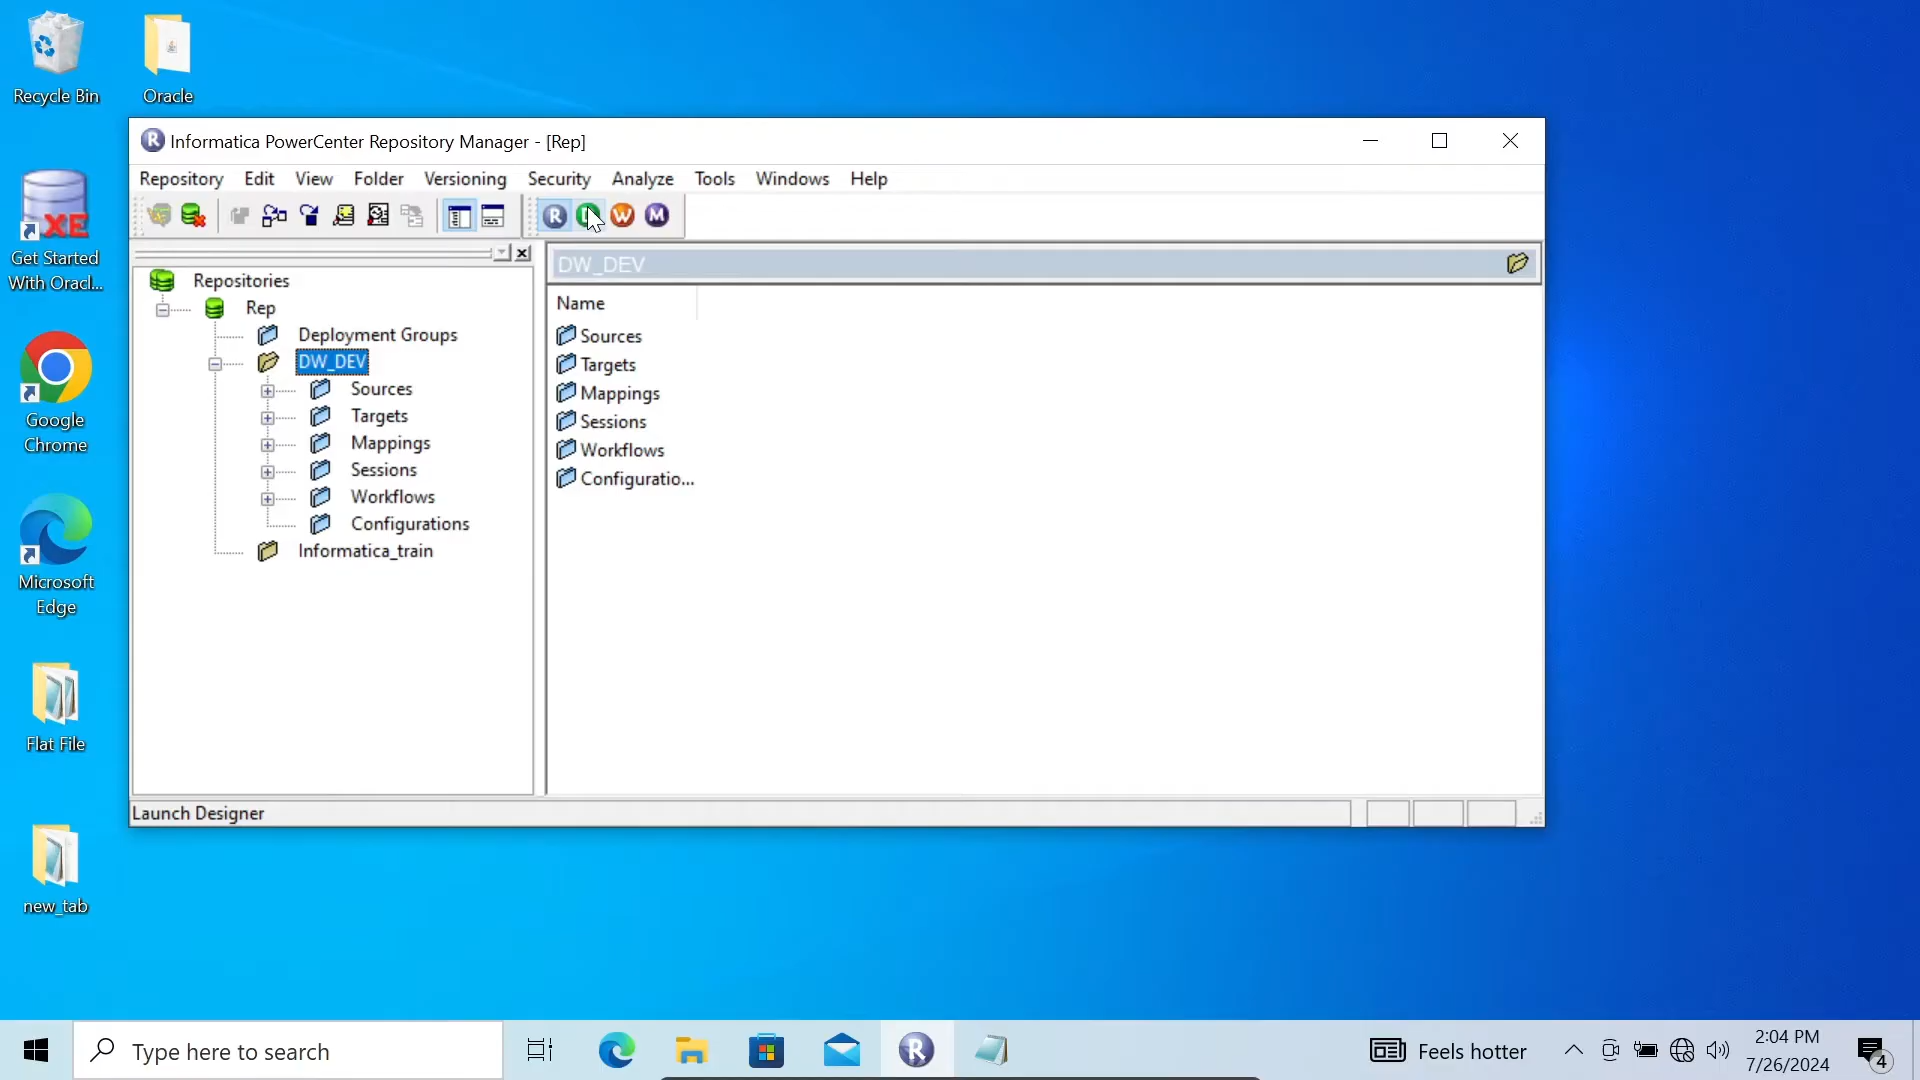 Recycle Bin
Oracle
Get Started
With Oracl...
Google
Chrome
Microsoft
Edge
Flat File
new_tab
XE
R Informatica PowerCenter Repository Manager - [Rep]
Repository Edit View Folder Versioning Security Analyze Tools Windows Help
R W M
Repositories
Rep
Deployment Groups
DW_DEV
Sources
Targets
Mappings
Sessions
Workflows
Configurations
Informatica_train
DW_DEV
Name
Sources
Targets
Mappings
Sessions
Workflows
Configuratio...
Launch Designer
Type here to search
R
Feels hotter
2:04 PM
7/26/2024
4